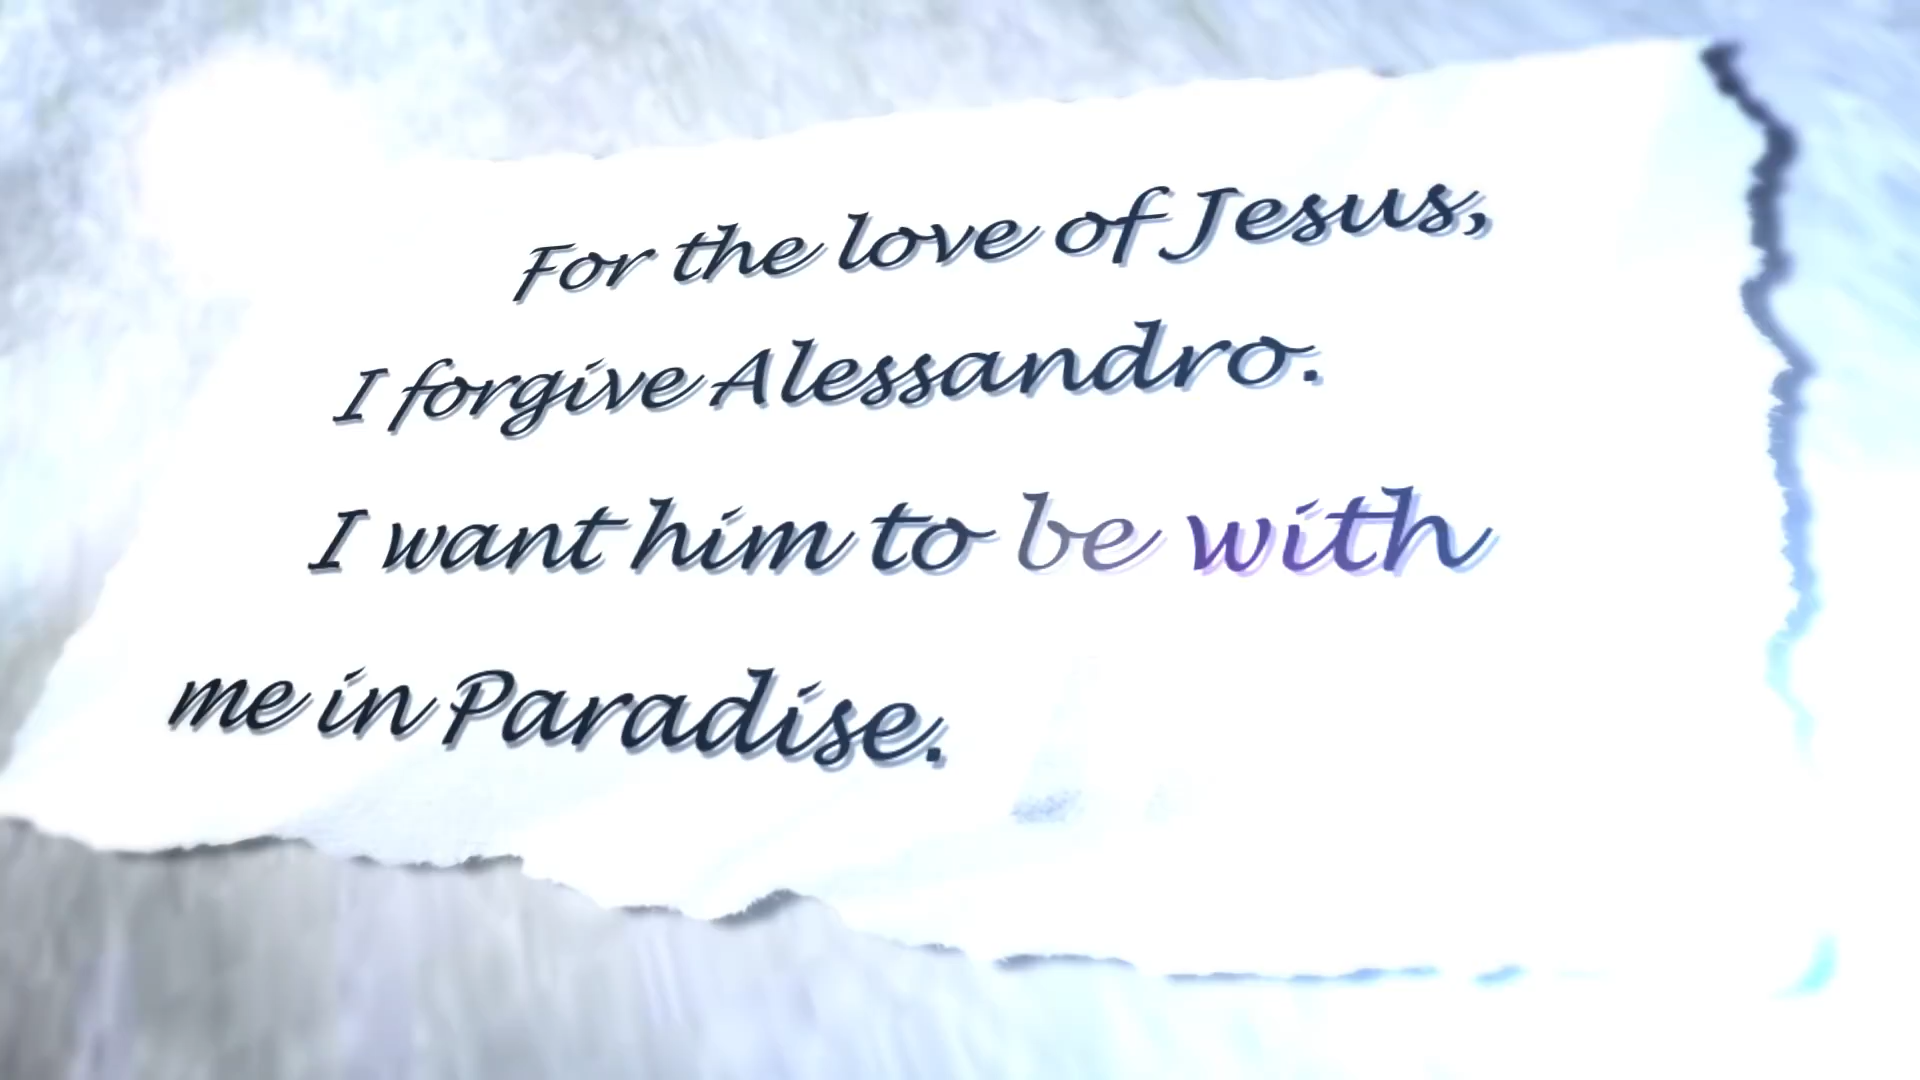 For the love of Jesus,
I forgive Alessandro.
I want him to be with
me in Paradise.